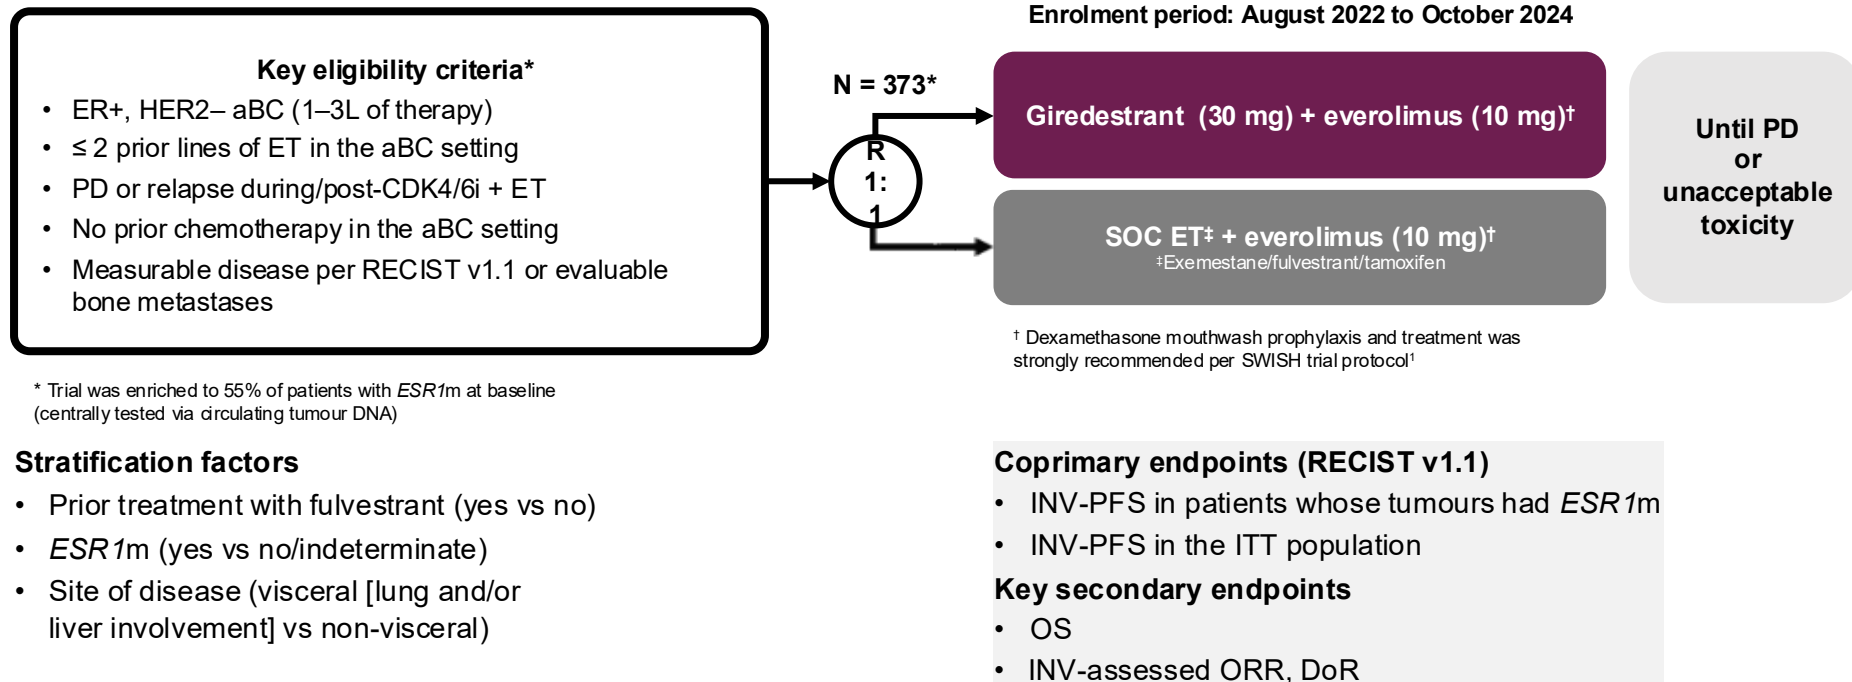 Enrolment period: August 2022 to October 2024
Key eligibility criteria*
• ER+, HER2– aBC (1–3L of therapy)
• ≤ 2 prior lines of ET in the aBC setting
• PD or relapse during/post-CDK4/6i + ET
• No prior chemotherapy in the aBC setting
• Measurable disease per RECIST v1.1 or evaluable
bone metastases
N = 373*
R
1:
1
Giredestrant (30 mg) + everolimus (10 mg)†
SOC ET‡ + everolimus (10 mg)†
‡Exemestane/fulvestrant/tamoxifen
Until PD
or
unacceptable
toxicity
† Dexamethasone mouthwash prophylaxis and treatment was
strongly recommended per SWISH trial protocol¹
* Trial was enriched to 55% of patients with ESR1m at baseline
(centrally tested via circulating tumour DNA)
Stratification factors
• Prior treatment with fulvestrant (yes vs no)
• ESR1m (yes vs no/indeterminate)
• Site of disease (visceral [lung and/or
liver involvement] vs non-visceral)
Coprimary endpoints (RECIST v1.1)
• INV-PFS in patients whose tumours had ESR1m
• INV-PFS in the ITT population
Key secondary endpoints
• OS
• INV-assessed ORR, DoR